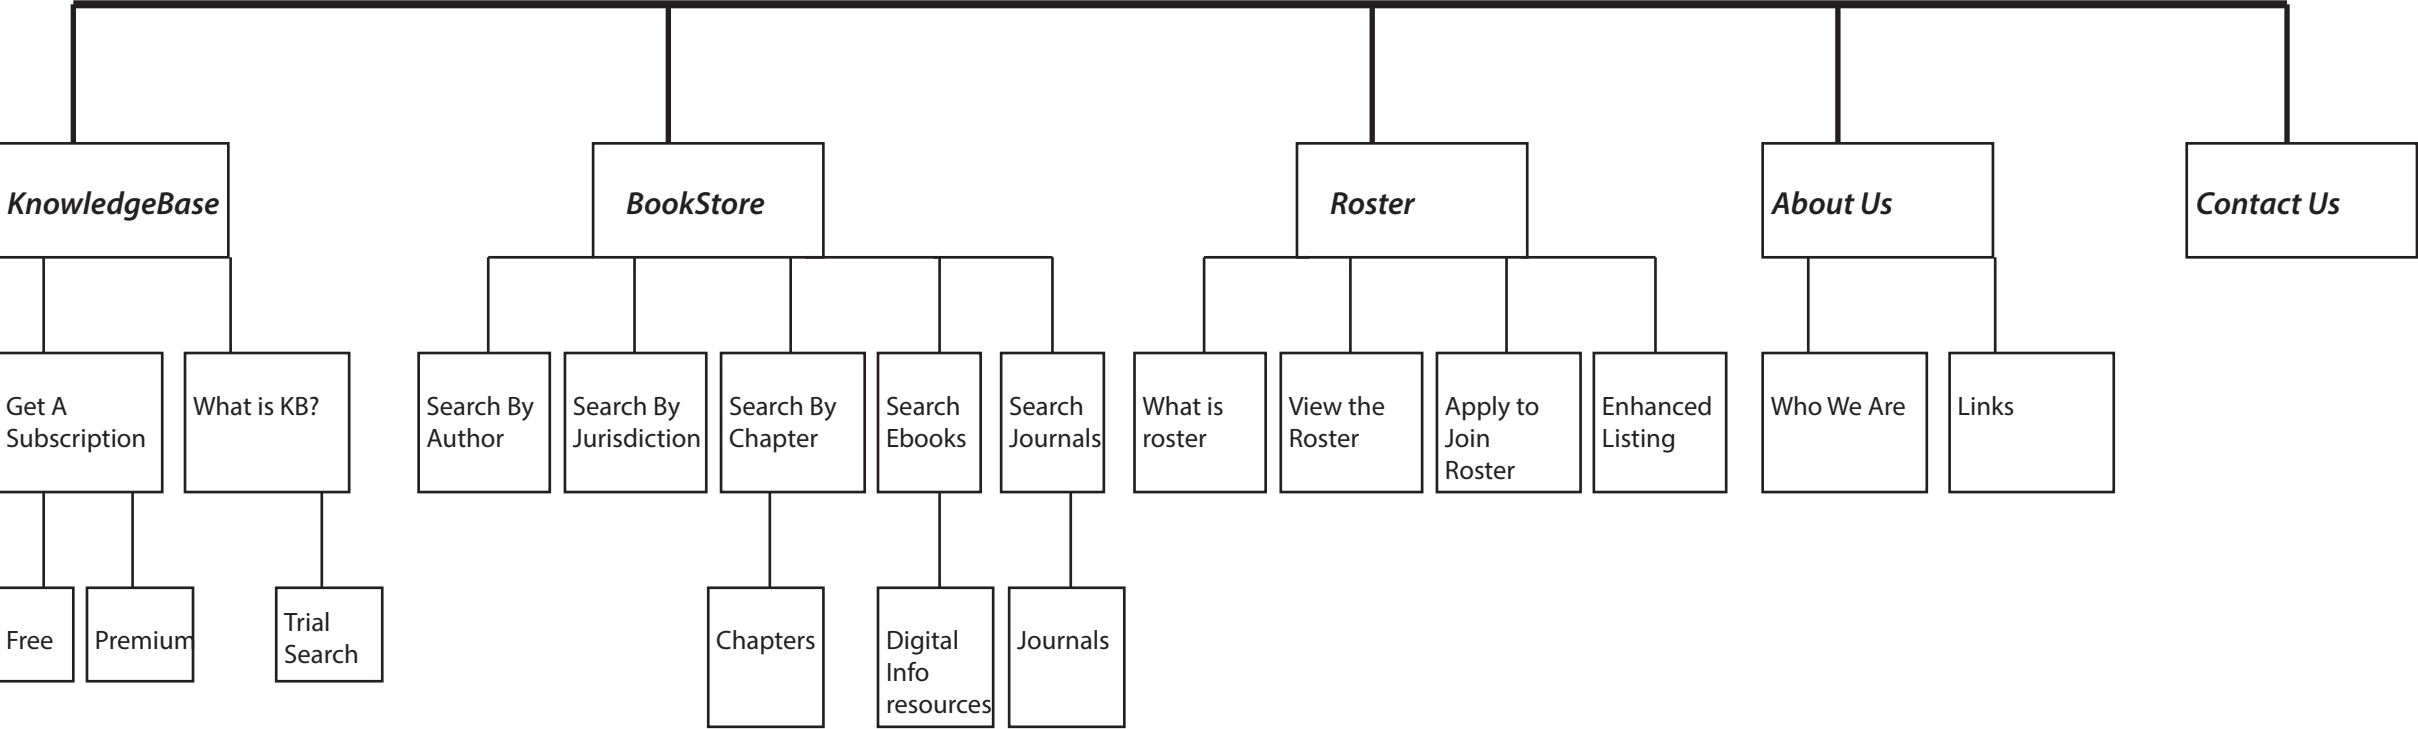 KnowledgeBase
BookStore
Roster
About Us
Contact Us
Get A
Subscription
What is KB?
Search By
Author
Search By
Jurisdiction
Search By
Chapter
Search
Ebooks
Search
Journals
What is
roster
View the
Roster
Apply to
Join
Roster
Enhanced
Listing
Who We Are
Links
Free
Premium
Trial
Search
Chapters
Digital
Info
resources
Journals